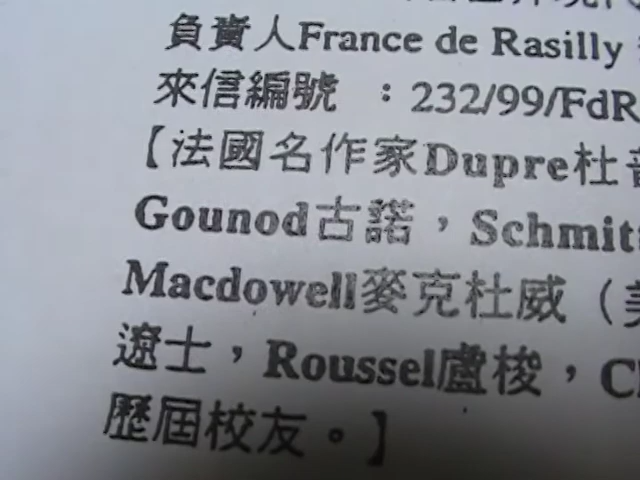 負責人France de Rasilly
來信編號 ：232/99/FdR
【法國名作家Dupre杜音
Gounod古諾，Schmit
Macdowell麥克杜威（美
遼士，Roussel盧梭，C
歷屆校友。】